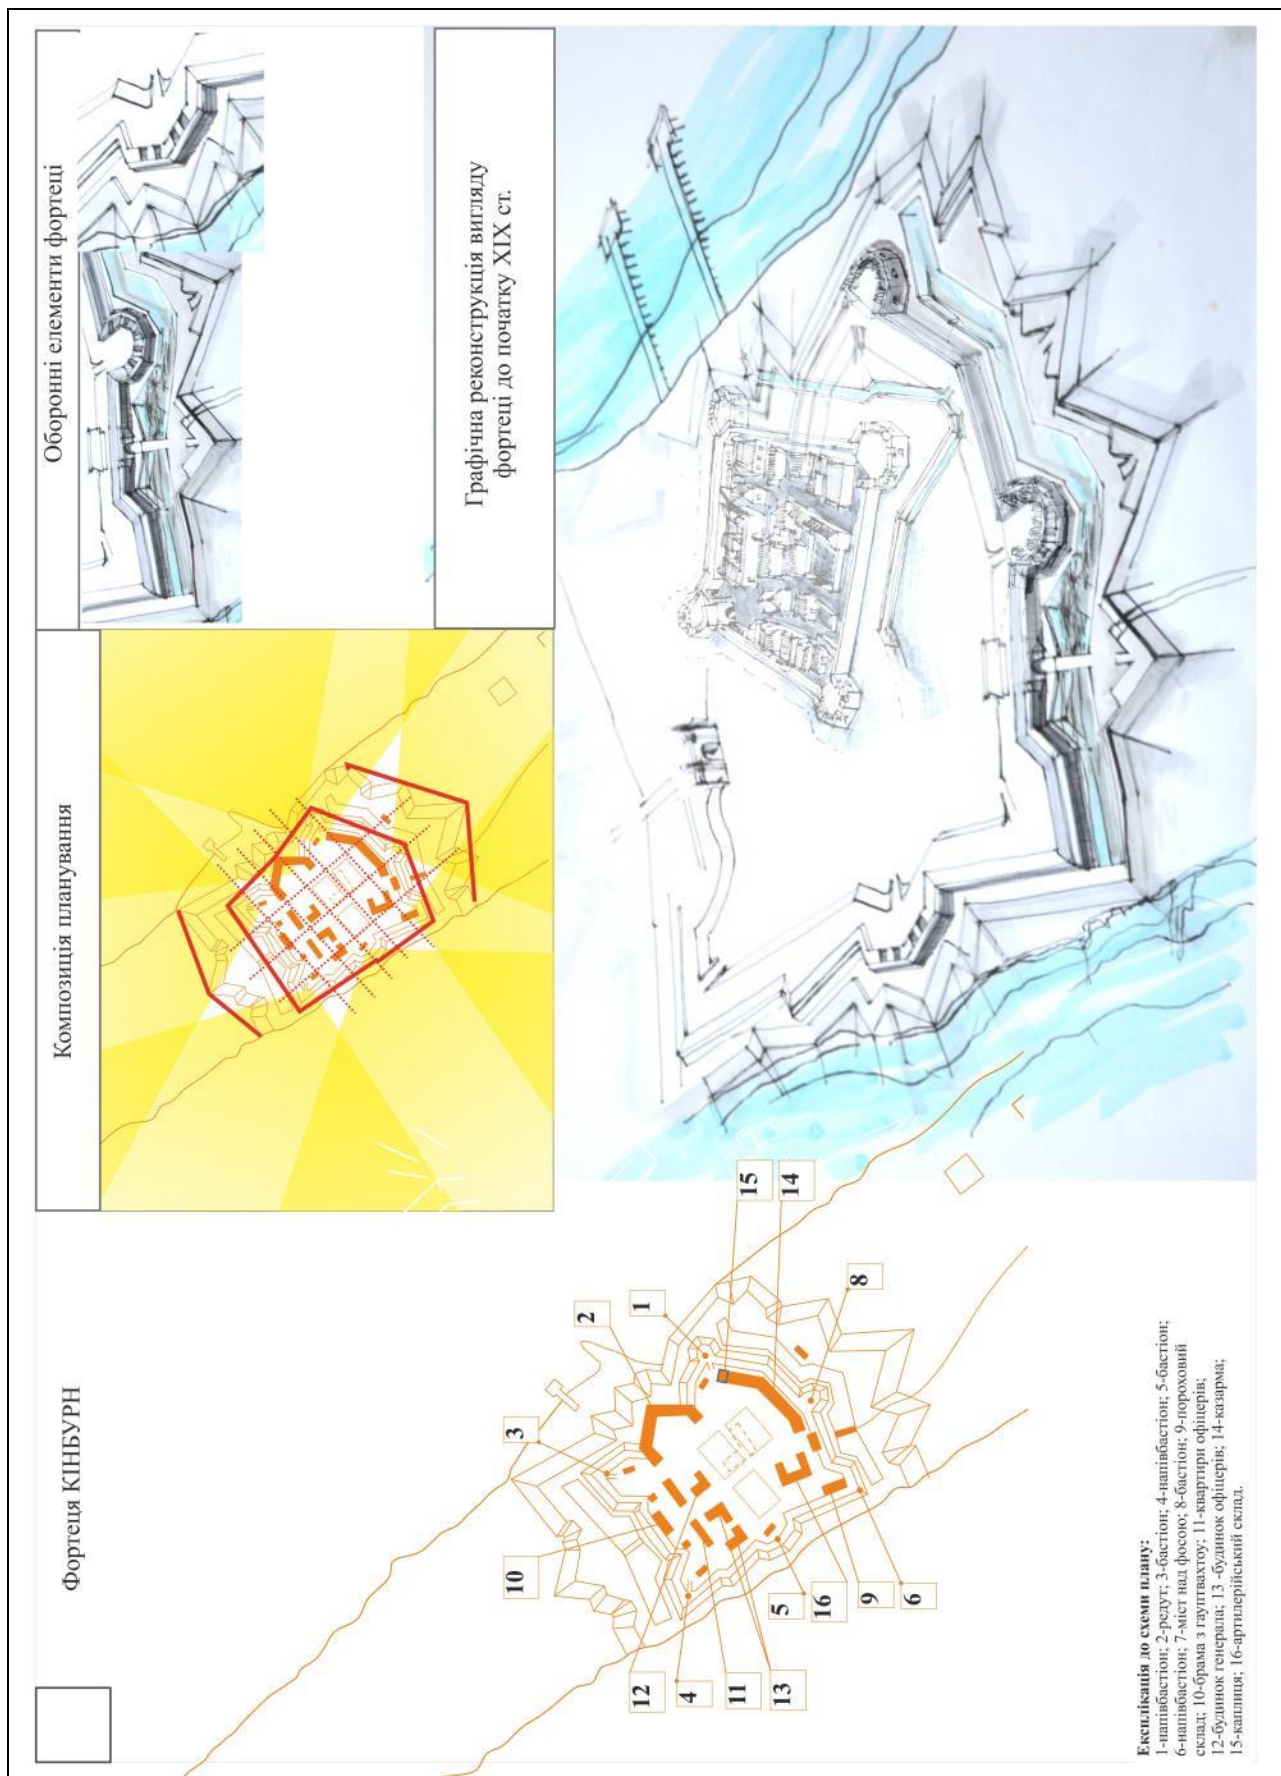 Фортеця КІНБУРН
Композиція планування
Оборонні елементи фортеці
Графічна реконструкція вигляду
фортеці до початку XIX ст.
1
2
3
10
12
4
11
13
5
16
9
6
8
14
15
Експлікація до схеми плану:
1-напівбастіон; 2-редут; 3-бастіон; 4-напівбастіон; 5-бастіон;
6-напівбастіон; 7-міст над фосою; 8-бастіон; 9-пороховий
склад; 10-брама з гауптвахтоу; 11-квартири офіцерів;
12-будинок генерала; 13 -будинок офіцерів; 14-казарма;
15-каплиця; 16-артилерійський склад.